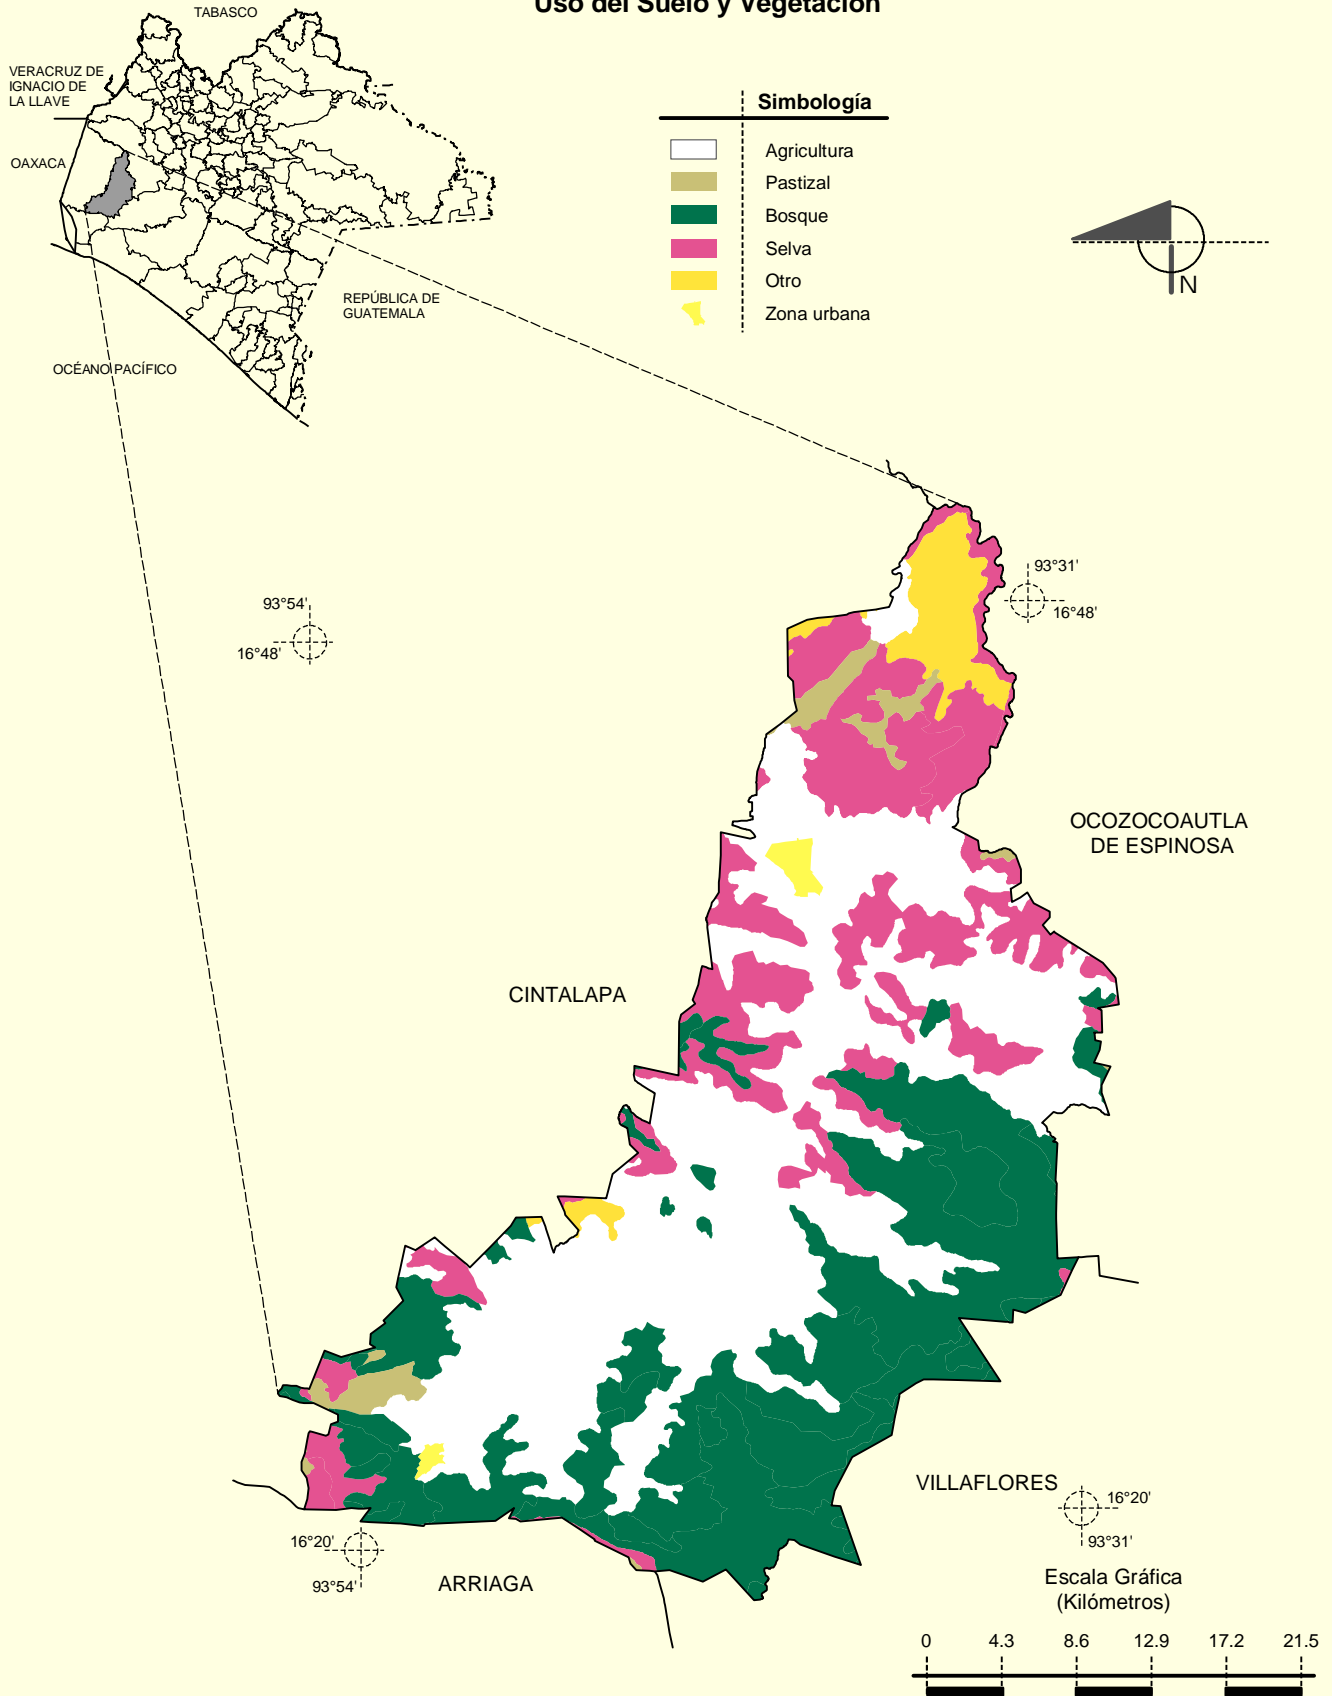 Uso del Suelo y Vegetación
TABASCO
VERACRUZ DE
IGNACIO DE
LA LLAVE
OAXACA
REPÚBLICA DE
GUATEMALA
OCÉANO PACÍFICO
Simbología
Agricultura
Pastizal
Bosque
Selva
Otro
Zona urbana
N
93°31'
16°48'
93°54'
16°48'
OCOZOCOAUTLA
DE ESPINOSA
CINTALAPA
VILLAFLORES
16°20'
93°31'
16°20'
93°54'
ARRIAGA
Escala Gráfica
(Kilómetros)
0 4.3 8.6 12.9 17.2 21.5